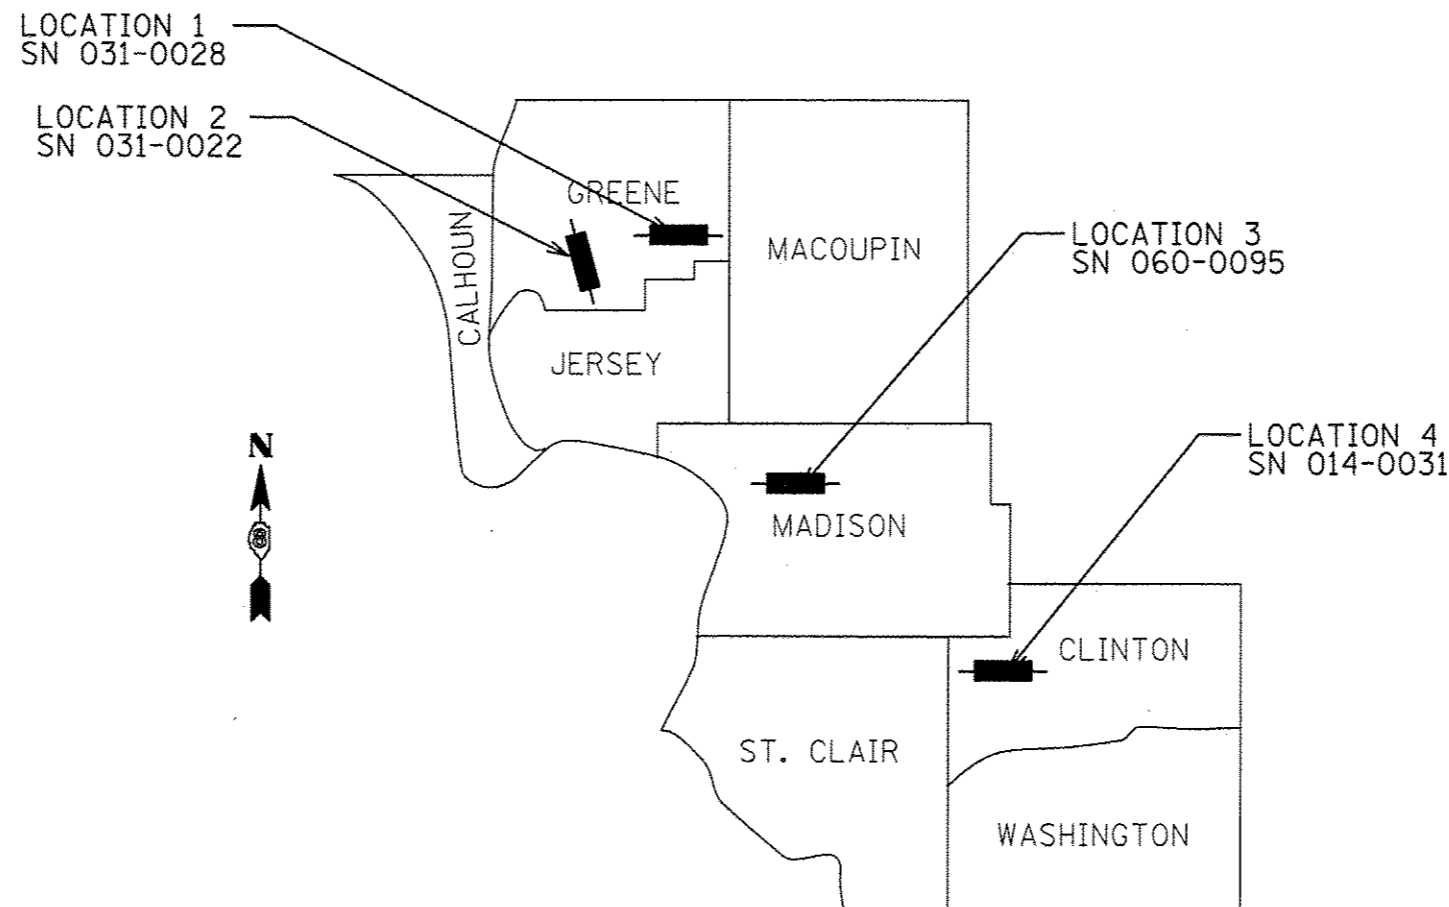 LOCATION 1
SN 031-0028
LOCATION 2
SN 031-0022
GREENE
CALHOUN
MACOUPIN
LOCATION 3
SN 060-0095
JERSEY
N
LOCATION 4
SN 014-0031
8
MADISON
CLINTON
ST. CLAIR
WASHINGTON